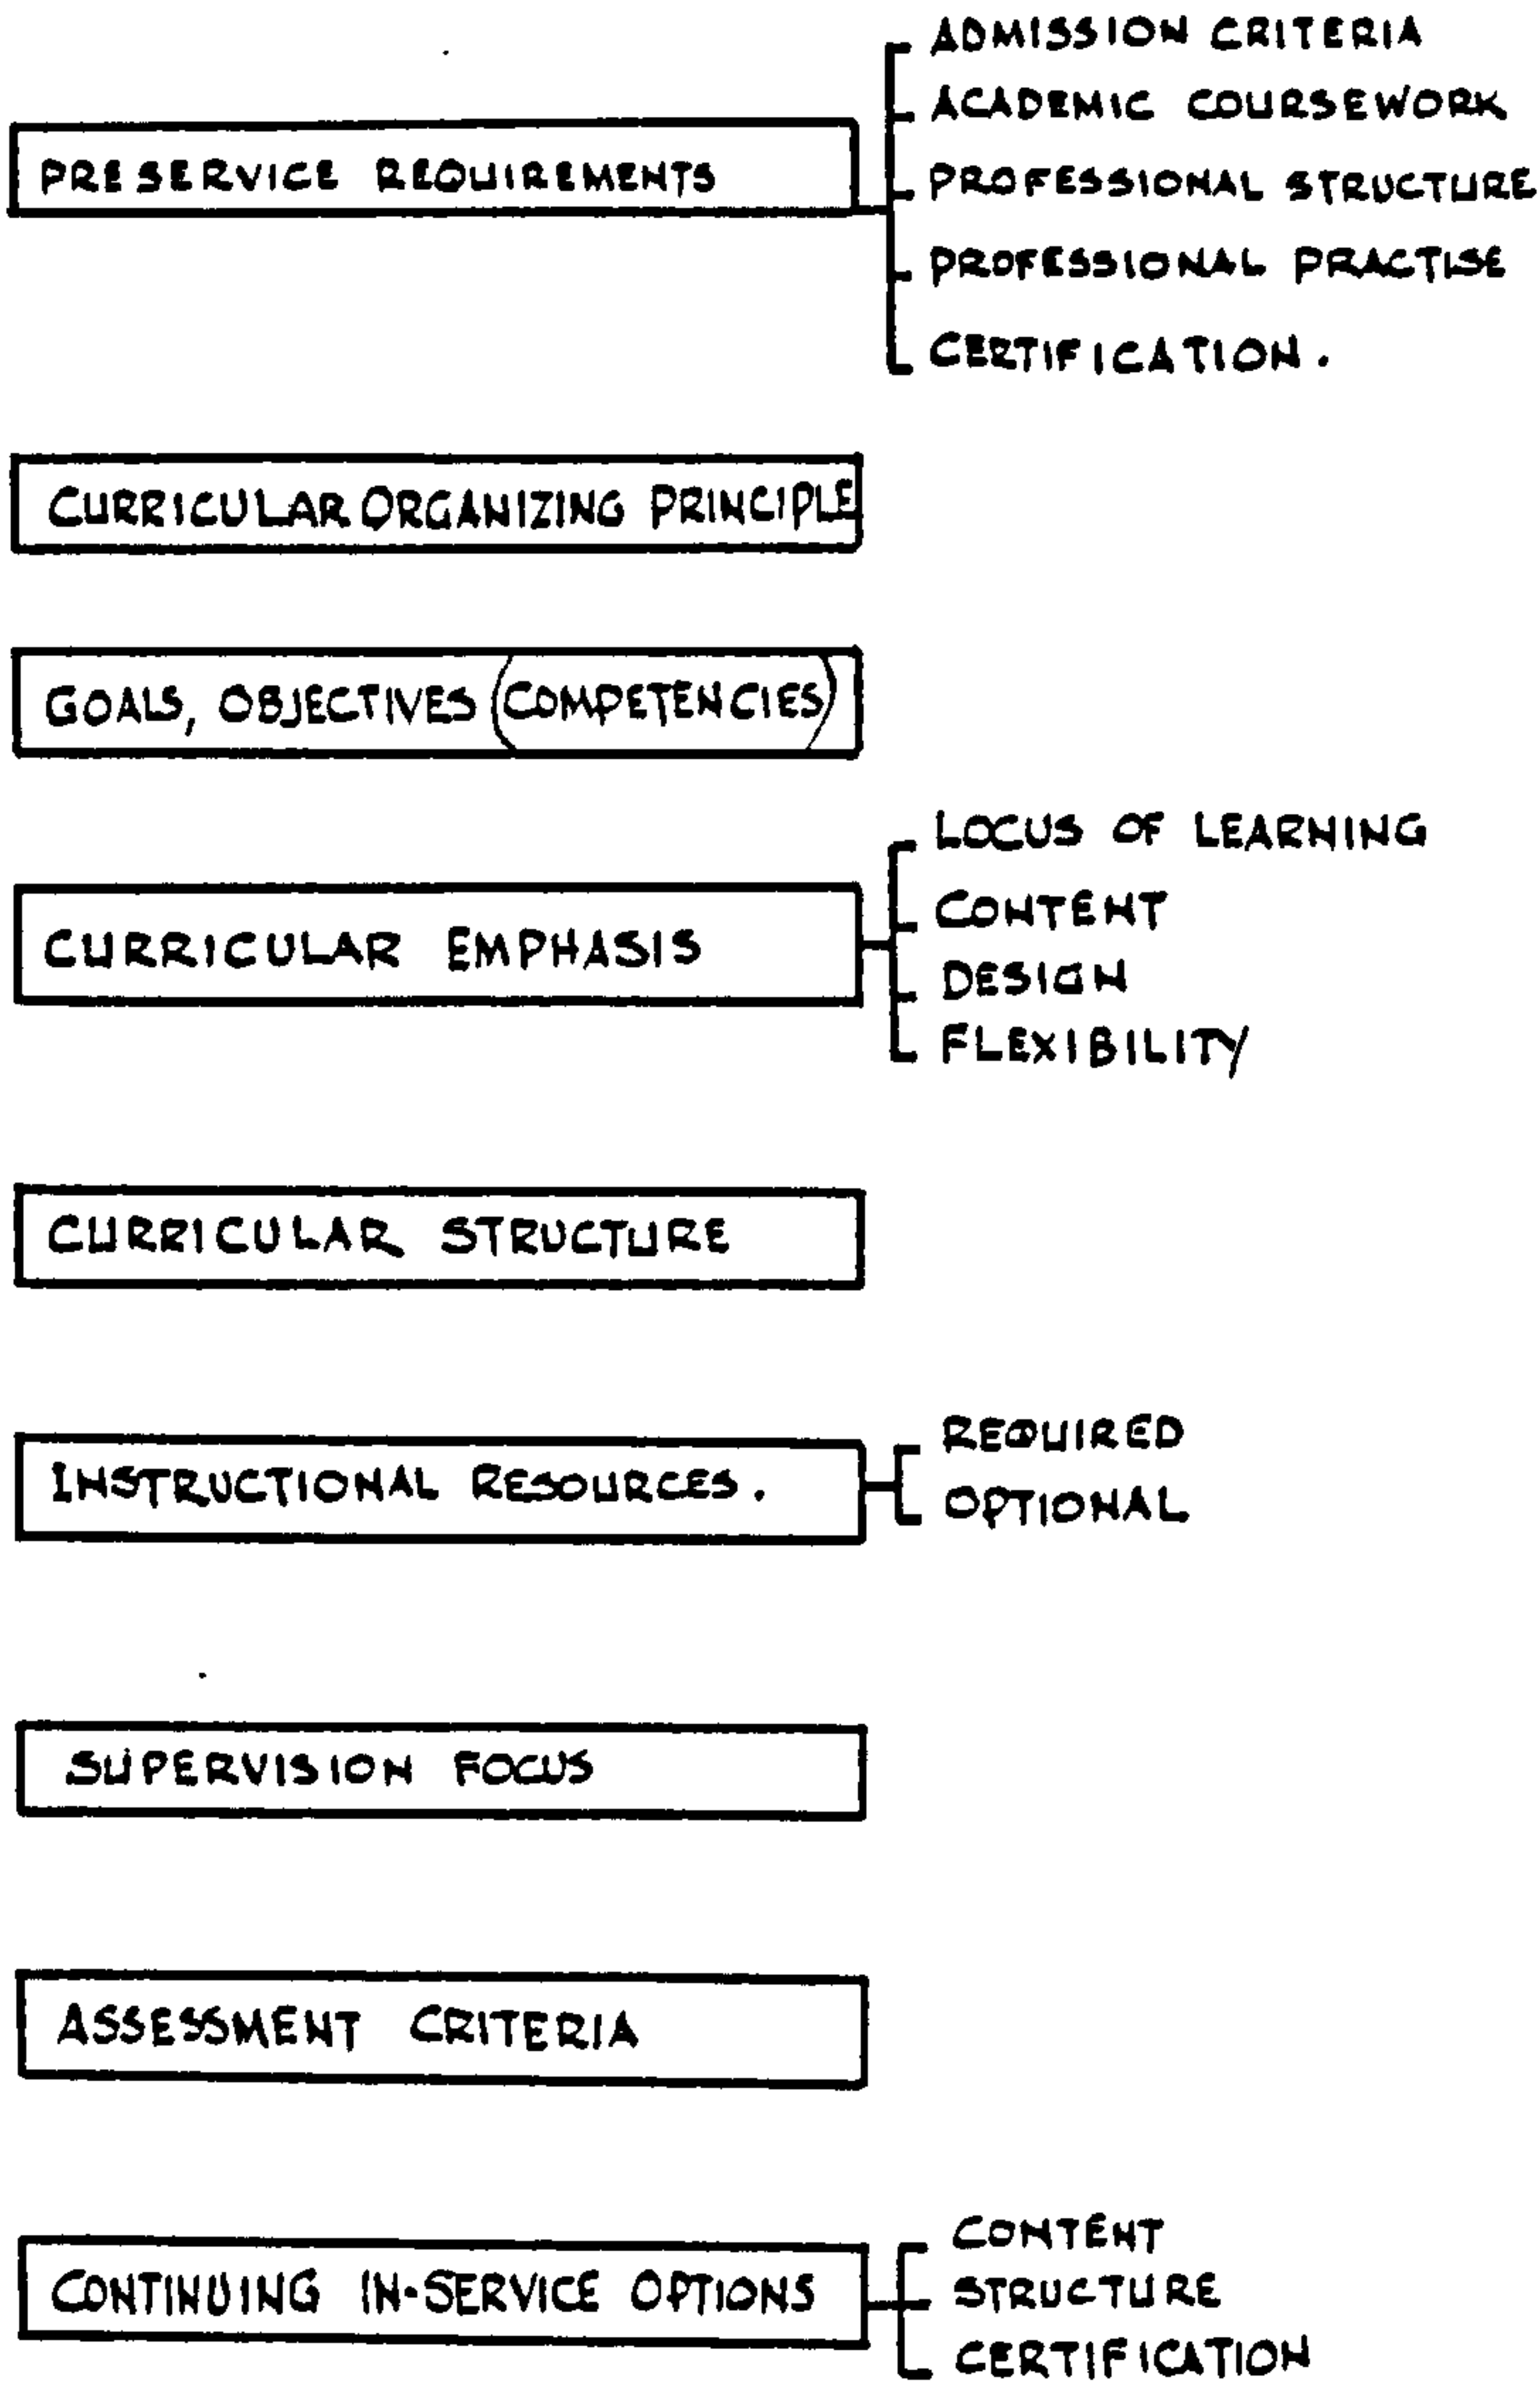 ADMISSION CRITERIA
ACADEMIC COURSEWORK
PRESERVICE REQUIREMENTS
PROFESSIONAL STRUCTURE
PROFESSIONAL PRACTISE
CERTIFICATION.
CURRICULAR ORGANIZING PRINCIPLE
GOALS, OBJECTIVES (COMPETENCIES)
LOCUS OF LEARNING
CONTENT
CURRICULAR EMPHASIS
DESIGN
FLEXIBILITY
CURRICULAR STRUCTURE
INSTRUCTIONAL RESOURCES.
REQUIRED
OPTIONAL
SUPERVISION FOCUS
ASSESSMENT CRITERIA
CONTINUING IN-SERVICE OPTIONS
CONTENT
STRUCTURE
CERTIFICATION